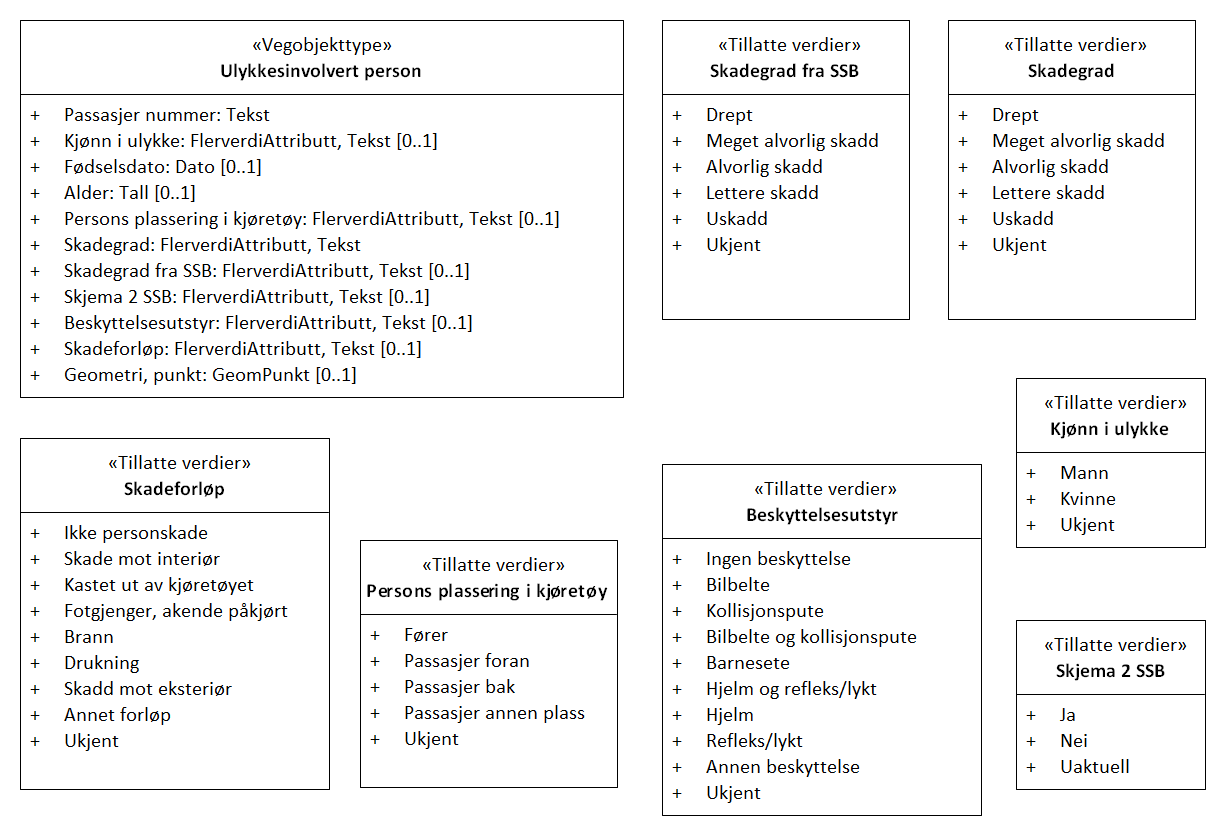 «Vegobjekttype»
Ulykkesinvolvert person
+ Passasjer nummer: Tekst
+ Kjønn i ulykke: FlerverdiAttributt, Tekst [0..1]
+ Fødselsdato: Dato [0..1]
+ Alder: Tall [0..1]
+ Persons plassering i kjøretøy: FlerverdiAttributt, Tekst [0..1]
+ Skadegrad: FlerverdiAttributt, Tekst
+ Skadegrad fra SSB: FlerverdiAttributt, Tekst [0..1]
+ Skjema 2 SSB: FlerverdiAttributt, Tekst [0..1]
+ Beskyttelsesutstyr: FlerverdiAttributt, Tekst [0..1]
+ Skadeforløp: FlerverdiAttributt, Tekst [0..1]
+ Geometri, punkt: GeomPunkt [0..1]
«Tillatte verdier»
Skadegrad fra SSB
+ Drept
+ Meget alvorlig skadd
+ Alvorlig skadd
+ Lettere skadd
+ Uskadd
+ Ukjent
«Tillatte verdier»
Skadegrad
+ Drept
+ Meget alvorlig skadd
+ Alvorlig skadd
+ Lettere skadd
+ Uskadd
+ Ukjent
«Tillatte verdier»
Skadeforløp
+ Ikke personskade
+ Skade mot interiør
+ Kastet ut av kjøretøyet
+ Fotgjenger, akende påkjørt
+ Brann
+ Drukning
+ Skadd mot eksteriør
+ Annet forløp
+ Ukjent
«Tillatte verdier»
Persons plassering i kjøretøy
+ Fører
+ Passasjer foran
+ Passasjer bak
+ Passasjer annen plass
+ Ukjent
«Tillatte verdier»
Beskyttelsesutstyr
+ Ingen beskyttelse
+ Bilbelte
+ Kollisjonspute
+ Bilbelte og kollisjonspute
+ Barnesete
+ Hjelm og refleks/lykt
+ Hjelm
+ Refleks/lykt
+ Annen beskyttelse
+ Ukjent
«Tillatte verdier»
Kjønn i ulykke
+ Mann
+ Kvinne
+ Ukjent
«Tillatte verdier»
Skjema 2 SSB
+ Ja
+ Nei
+ Uaktuell